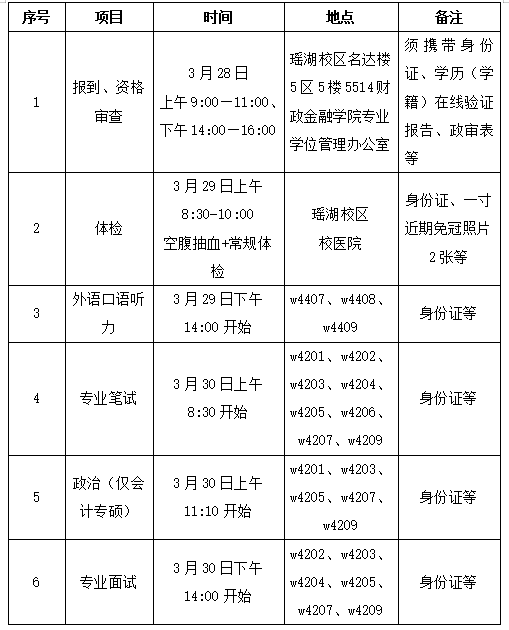 序号 项目 时间 地点 备注
1
报到、资格
审查
3月28日
上午9:00—11:00、
下午14:00—16:00
瑶湖校区名达楼
5区5楼5514财
政金融学院专业
学位管理办公室
须携带身份
证、学历（学
籍）在线验证
报告、政审表
等
2
体检
3月29日上午
8:30-10:00
空腹抽血+常规体
检
瑶湖校区
校医院
身份证、一寸
近期免冠照片
2张等
3
外语口语听
力
3月29日下午
14:00开始
w4407、w4408、
w4409
身份证等
4
专业笔试
3月30日上午
8:30开始
w4201、w4202、
w4203、w4204、
w4205、w4206、
w4207、w4209
身份证等
5
政治（仅会
计专硕）
3月30日上午
11:10开始
w4201、w4203、
w4205、w4207、
w4209
身份证等
6
专业面试
3月30日下午
14:00开始
w4202、w4203、
w4204、w4205、
w4207、w4209
身份证等